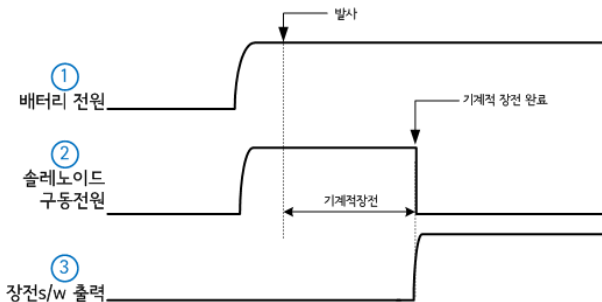 발사
①
배터리 전원
기계적 장전 완료
②
솔레노이드
구동전원
기계적장전
③
장전s/w 출력